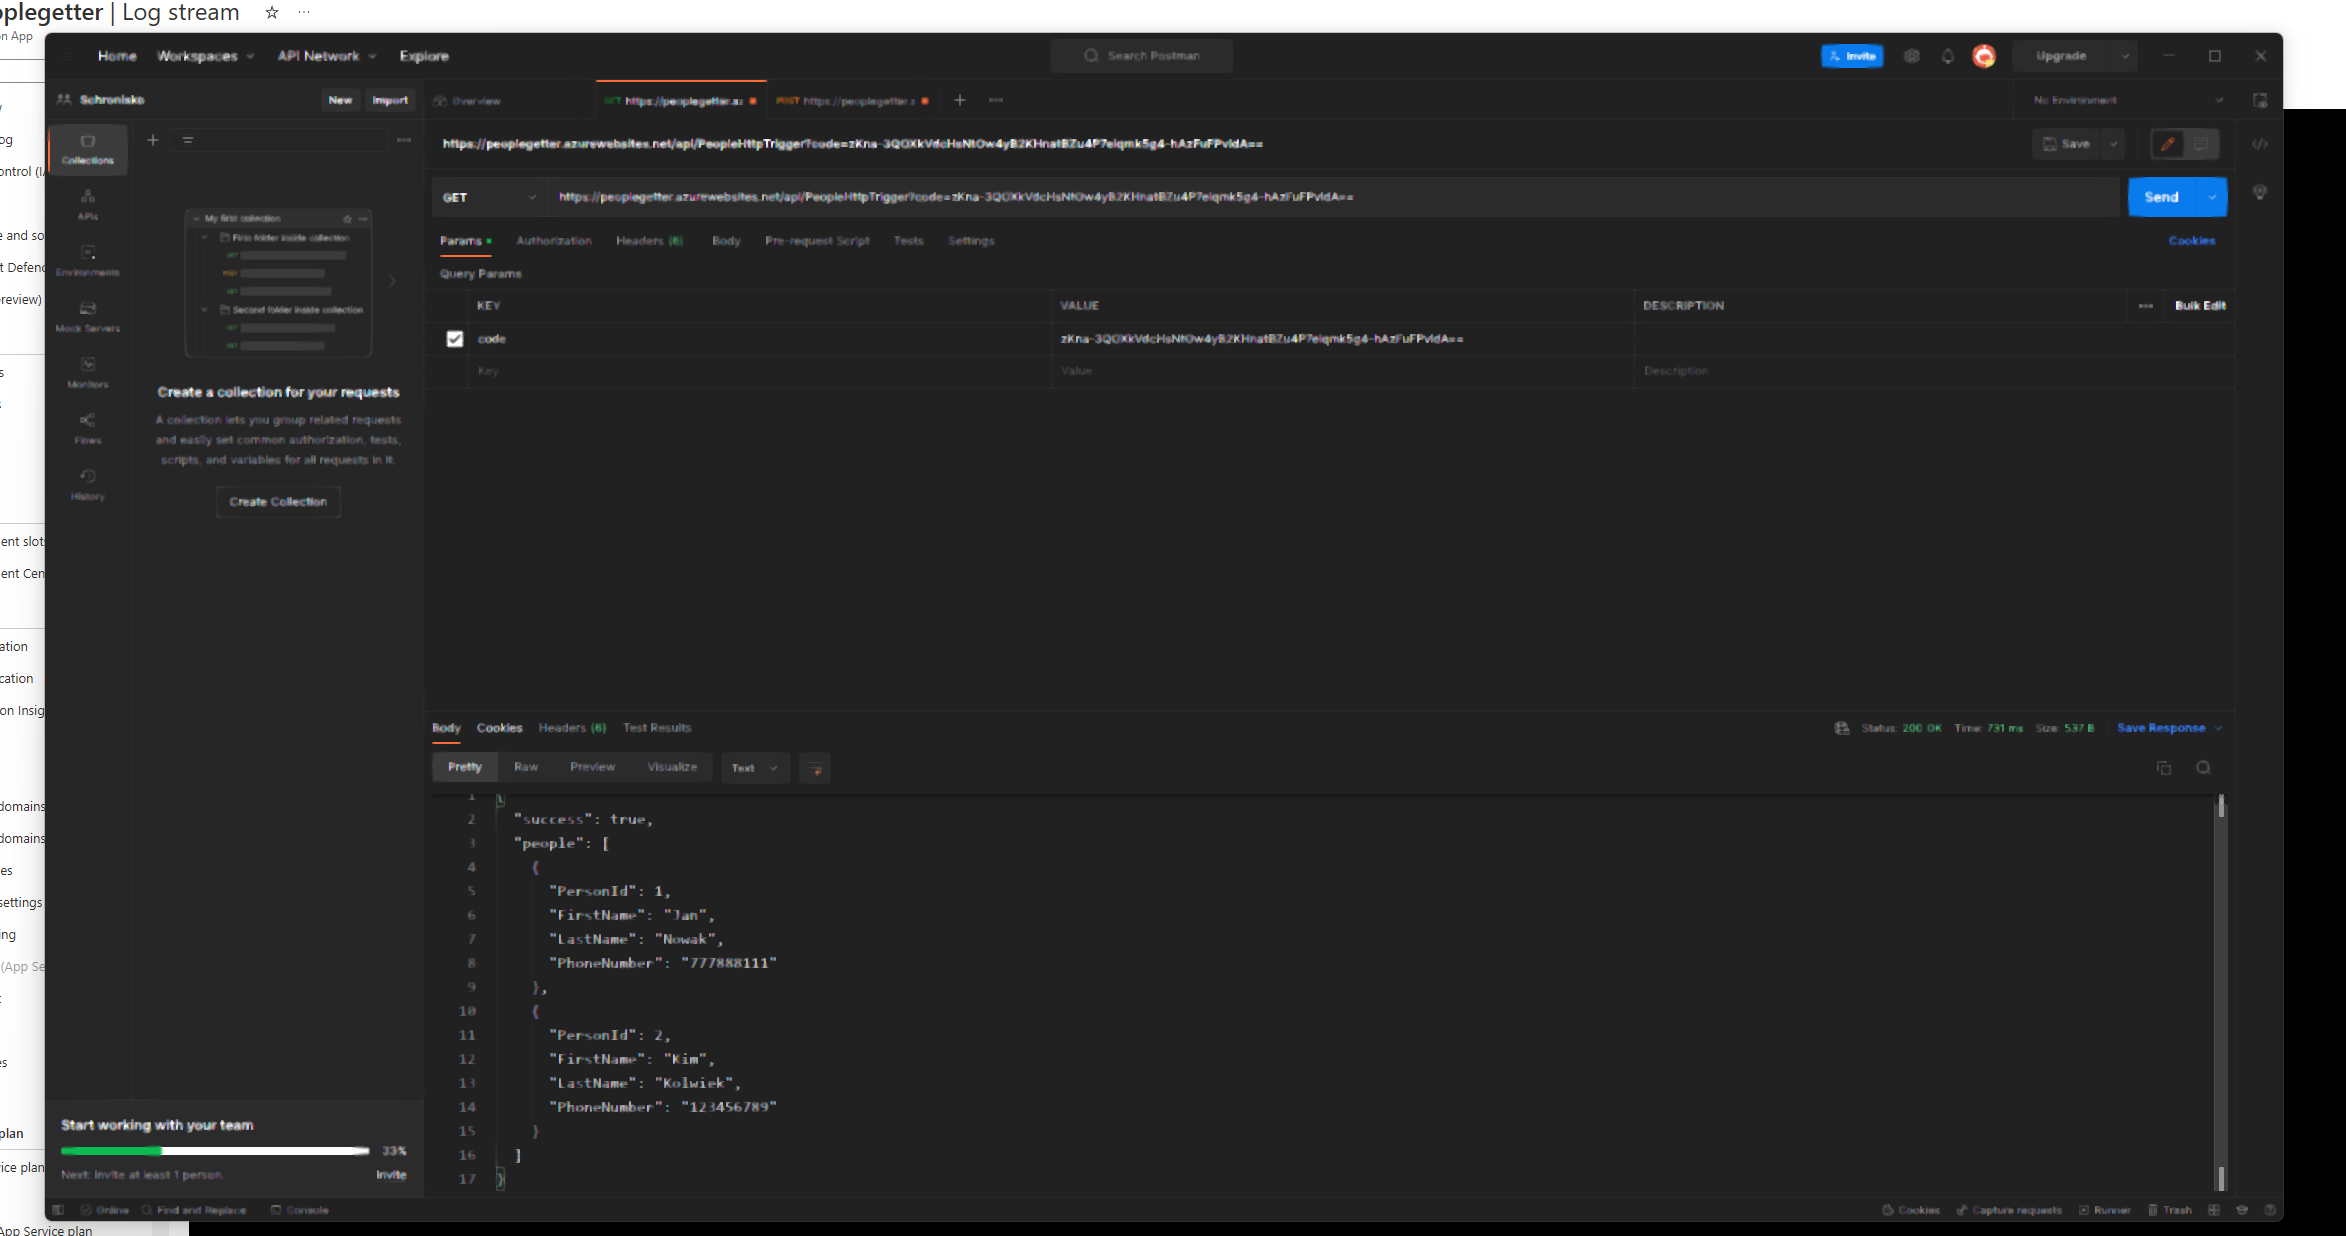 plegetter | Log stream
on App
Home Workspaces API Network Explore
Search Postman
Invite
Upgrade
Schronisko
New Import
Overview
GET https://peoplegetter.az
POST https://peoplegetter.a
No Environment
og
ontrol (I
e and so
t Defend
review)
ent slots
ent Cen
ation
cation
on Insig
domains
domains
es
settings
ing
(App Se
es
plan
ice plan
App Service plan
Collections
APIs
Environments
Mock Servers
Monitors
Flows
History
My first collection
First folder inside collection
GET
POST
GET
Second folder inside collection
GET
GET
Create a collection for your requests
A collection lets you group related requests
and easily set common authorization, tests,
scripts, and variables for all requests in it.
Create Collection
Start working with your team
33%
Next: Invite at least 1 person.
Invite
https://peoplegetter.azurewebsites.net/api/PeopleHttpTrigger?code=zKna-3QOXkVdcHsNtOw4yB2KHnatBZu4P7eiqmk5g4-hAzFuFPvldA==
Save
GET
https://peoplegetter.azurewebsites.net/api/PeopleHttpTrigger?code=zKna-3QOXkVdcHsNtOw4yB2KHnatBZu4P7eiqmk5g4-hAzFuFPvldA==
Send
Params Authorization Headers (8) Body Pre-request Script Tests Settings
Cookies
Query Params
KEY VALUE DESCRIPTION
Bulk Edit
code zKna-3QOXkVdcHsNtOw4yB2KHnatBZu4P7eiqmk5g4-hAzFuFPvldA==
Key Value Description
Body Cookies Headers (6) Test Results
Status: 200 OK Time: 731 ms Size: 537 B
Save Response
Pretty Raw Preview Visualize Text
1 {
2 "success": true,
3 "people": [
4 {
5 "PersonId": 1,
6 "FirstName": "Jan",
7 "LastName": "Nowak",
8 "PhoneNumber": "777888111"
9 },
10 {
11 "PersonId": 2,
12 "FirstName": "Kim",
13 "LastName": "Kolwiek",
14 "PhoneNumber": "123456789"
15 }
16 ]
17 }
Online
Find and Replace
Console
Cookies
Capture requests
Runner
Trash